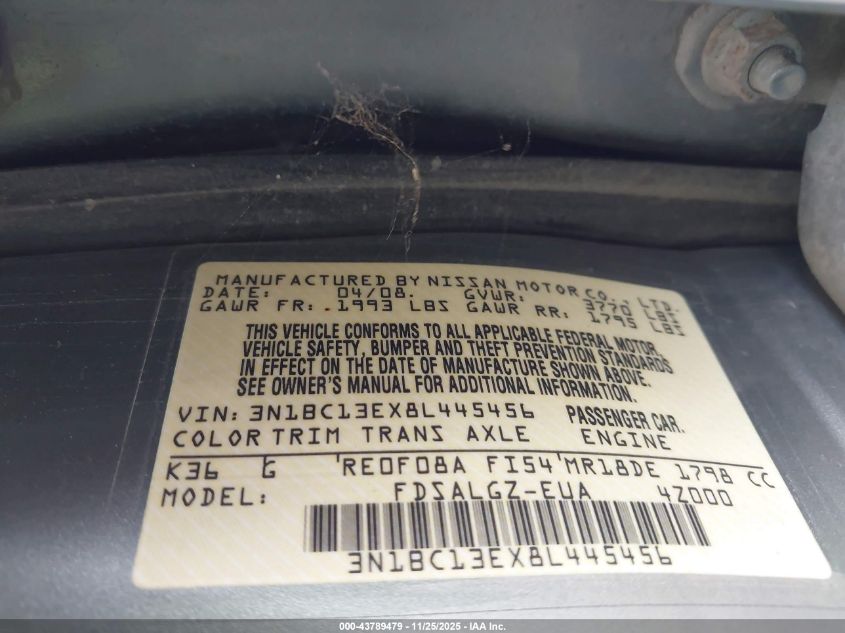 MANUFACTURED BY NISSAN MOTOR CO., LTD.
DATE: 04/08. GVWR: 3770 LBS
GAWR FR: .1993 LBS GAWR RR: 1795 LBS
THIS VEHICLE CONFORMS TO ALL APPLICABLE FEDERAL MOTOR
VEHICLE SAFETY, BUMPER AND THEFT PREVENTION STANDARDS
IN EFFECT ON THE DATE OF MANUFACTURE SHOWN ABOVE.
SEE OWNER'S MANUAL FOR ADDITIONAL INFORMATION.
VIN: 3N1BC13EX8L445456 PASSENGER CAR.
COLOR TRIM TRANS AXLE ENGINE
K36 G RE0F08A FI54 MR18DE 1798 CC
MODEL: FDSALGZ-EUA 4Z000
3N1BC13EX8L445456
000-43789479 - 11/25/2025 - IAA Inc.